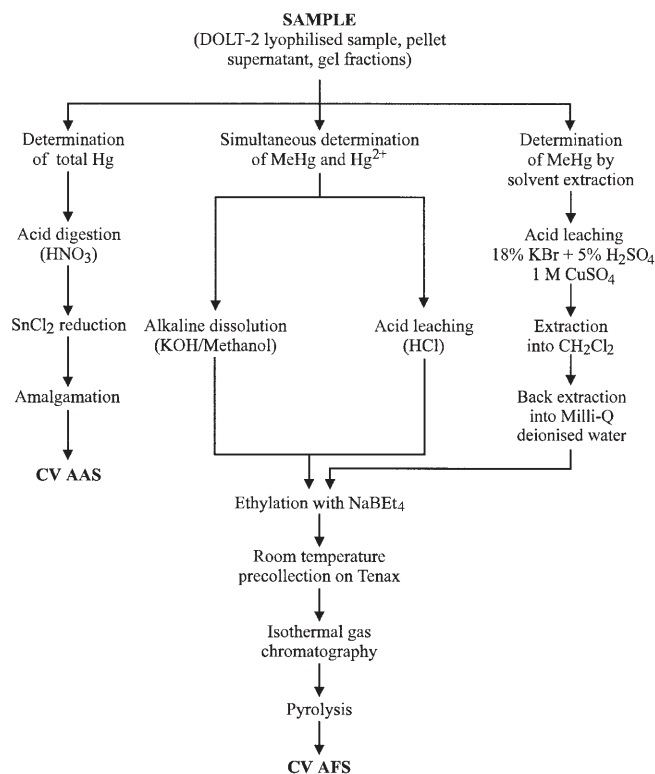 SAMPLE
(DOLT-2 lyophilised sample, pellet
supernatant, gel fractions)
Determination
of total Hg
Acid digestion
(HNO3)
SnCl2 reduction
Amalgamation
CV AAS
Simultaneous determination
of MeHg and Hg2+
Alkaline dissolution
(KOH/Methanol)
Acid leaching
(HCl)
Determination
of MeHg by
solvent extraction
Acid leaching
18% KBr + 5% H2SO4
1 M CuSO4
Extraction
into CH2Cl2
Back extraction
into Milli-Q
deionised water
Ethylation with NaBEt4
Room temperature
precollection on Tenax
Isothermal gas
chromatography
Pyrolysis
CV AFS